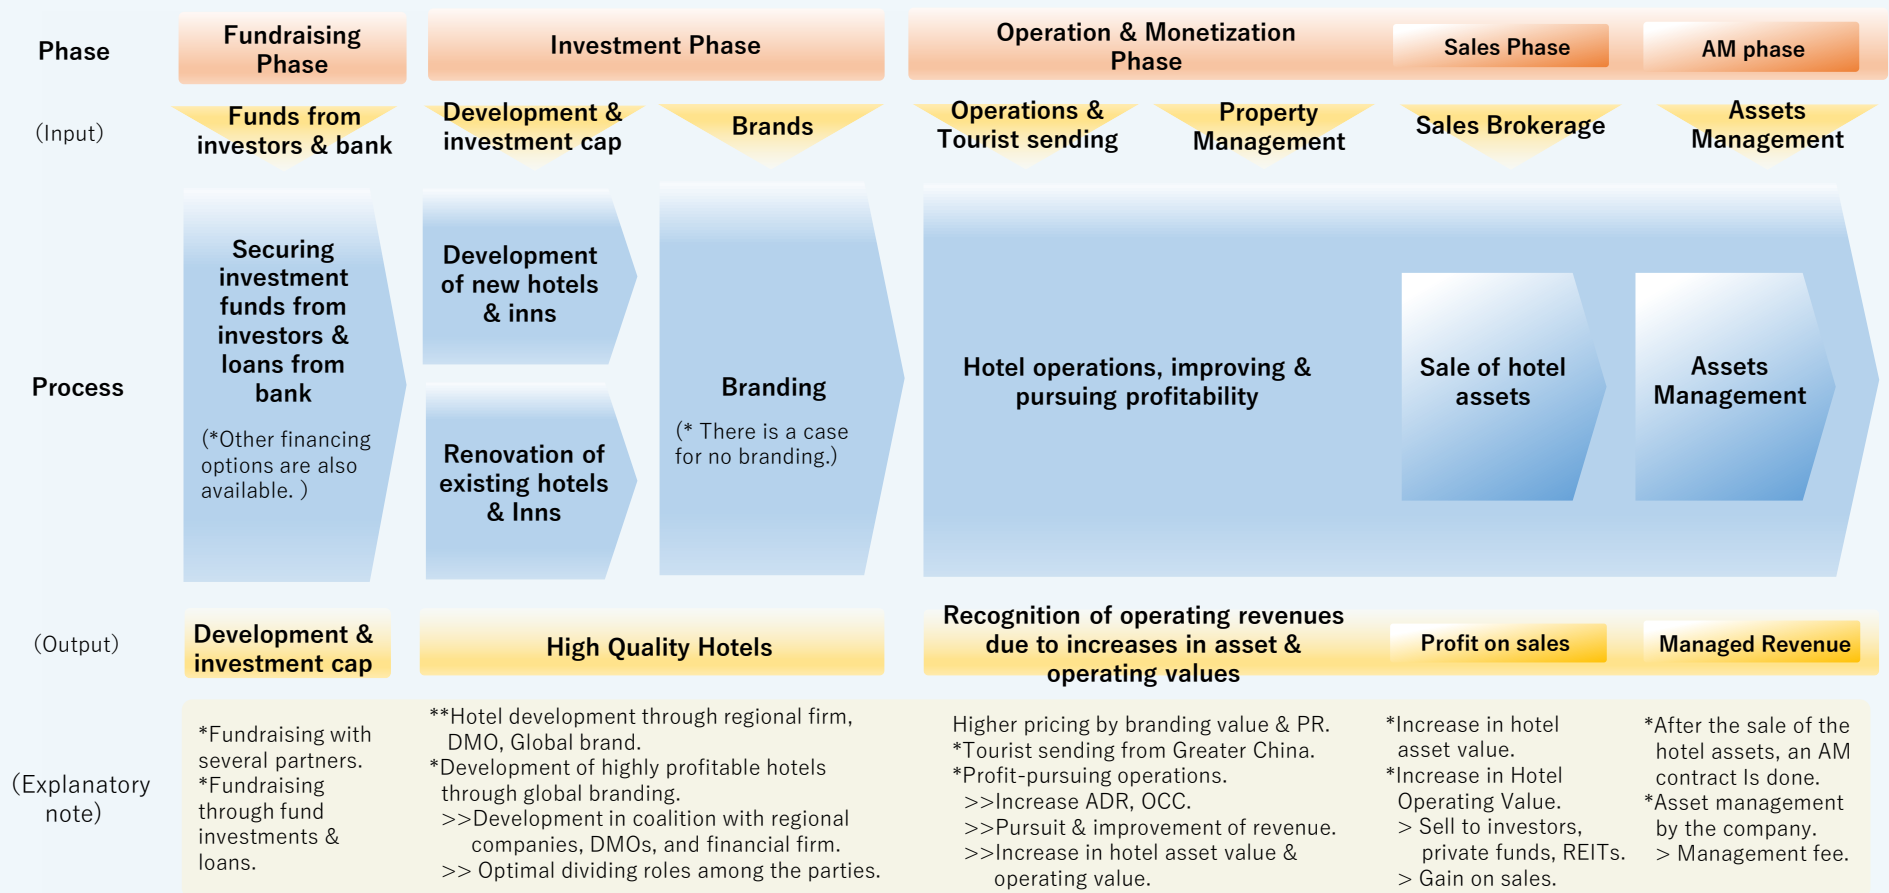 Phase
Fundraising
Phase
Investment Phase
Operation & Monetization
Phase
Sales Phase
AM phase
(Input)
Funds from
investors & bank
Development &
investment cap
Brands
Operations &
Tourist sending
Property
Management
Sales Brokerage
Assets
Management
Process
Securing
investment
funds from
investors &
loans from
bank
(*Other financing
options are also
available. )
Development
of new hotels
& inns
Renovation of
existing hotels
& Inns
Branding
(* There is a case
for no branding.)
Hotel operations, improving &
pursuing profitability
Sale of hotel
assets
Assets
Management
(Output)
Development &
investment cap
High Quality Hotels
Recognition of operating revenues
due to increases in asset &
operating values
Profit on sales
Managed Revenue
(Explanatory
note)
*Fundraising with
several partners.
*Fundraising
through fund
investments &
loans.
**Hotel development through regional firm,
DMO, Global brand.
*Development of highly profitable hotels
through global branding.
>>Development in coalition with regional
companies, DMOs, and financial firm.
>> Optimal dividing roles among the parties.
Higher pricing by branding value & PR.
*Tourist sending from Greater China.
*Profit-pursuing operations.
>>Increase ADR, OCC.
>>Pursuit & improvement of revenue.
>>Increase in hotel asset value &
operating value.
*Increase in hotel
asset value.
*Increase in Hotel
Operating Value.
> Sell to investors,
private funds, REITs.
> Gain on sales.
*After the sale of the
hotel assets, an AM
contract Is done.
*Asset management
by the company.
> Management fee.